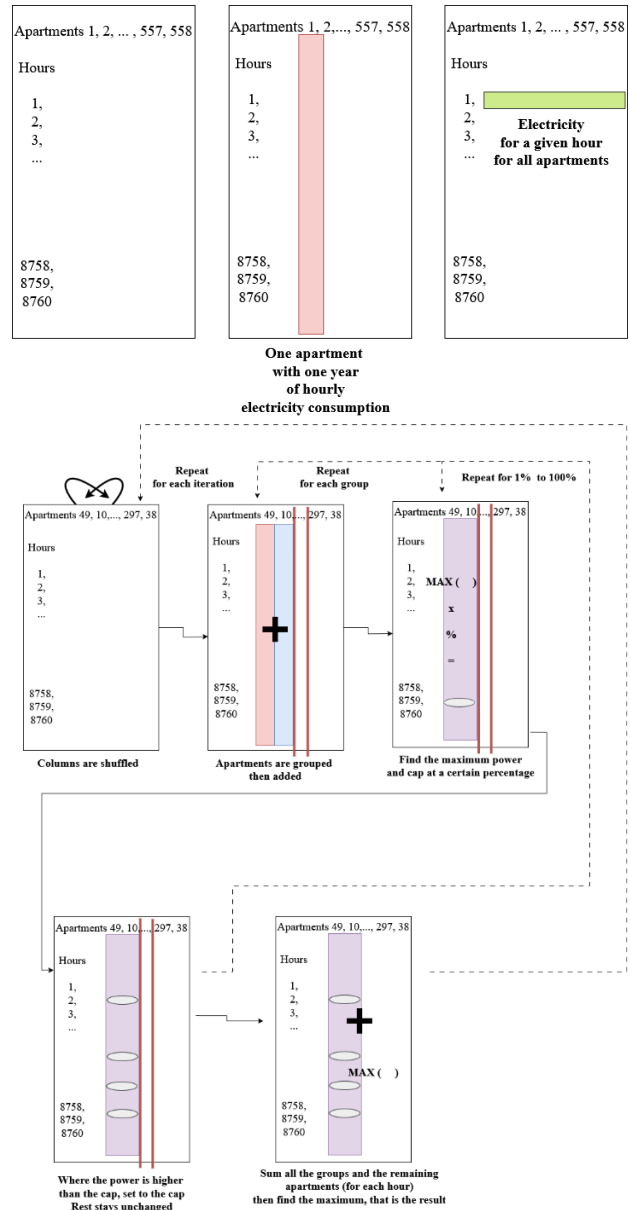 Apartments 1, 2, ... , 557, 558
Hours
1,
2,
3,
...
8758,
8759,
8760
Apartments 1, 2,..., 557, 558
Hours
1,
2,
3,
...
8758,
8759,
8760
One apartment
with one year
of hourly
electricity consumption
Apartments 1, 2, ... , 557, 558
Hours
1,
2,
3,
...
Electricity
for a given hour
for all apartments
8758,
8759,
8760
Repeat
for each iteration
Repeat
for each group
Repeat for 1% to 100%
Apartments 49, 10,..., 297, 38
Hours
1,
2,
3,
...
8758,
8759,
8760
Columns are shuffled
Apartments 49, 10,..., 297, 38
Hours
1,
2,
3,
...
+
8758,
8759,
8760
Apartments are grouped
then added
Apartments 49, 10,..., 297, 38
Hours
1,
2,
3,
...
MAX ( )
x
%
=
8758,
8759,
8760
Find the maximum power
and cap at a certain percentage
Apartments 49, 10,..., 297, 38
Hours
1,
2,
3,
...
8758,
8759,
8760
Where the power is higher
than the cap, set to the cap
Rest stays unchanged
Apartments 49, 10,..., 297, 38
Hours
1,
2,
3,
...
+
MAX ( )
8758,
8759,
8760
Sum all the groups and the remaining
apartments (for each hour)
then find the maximum, that is the result